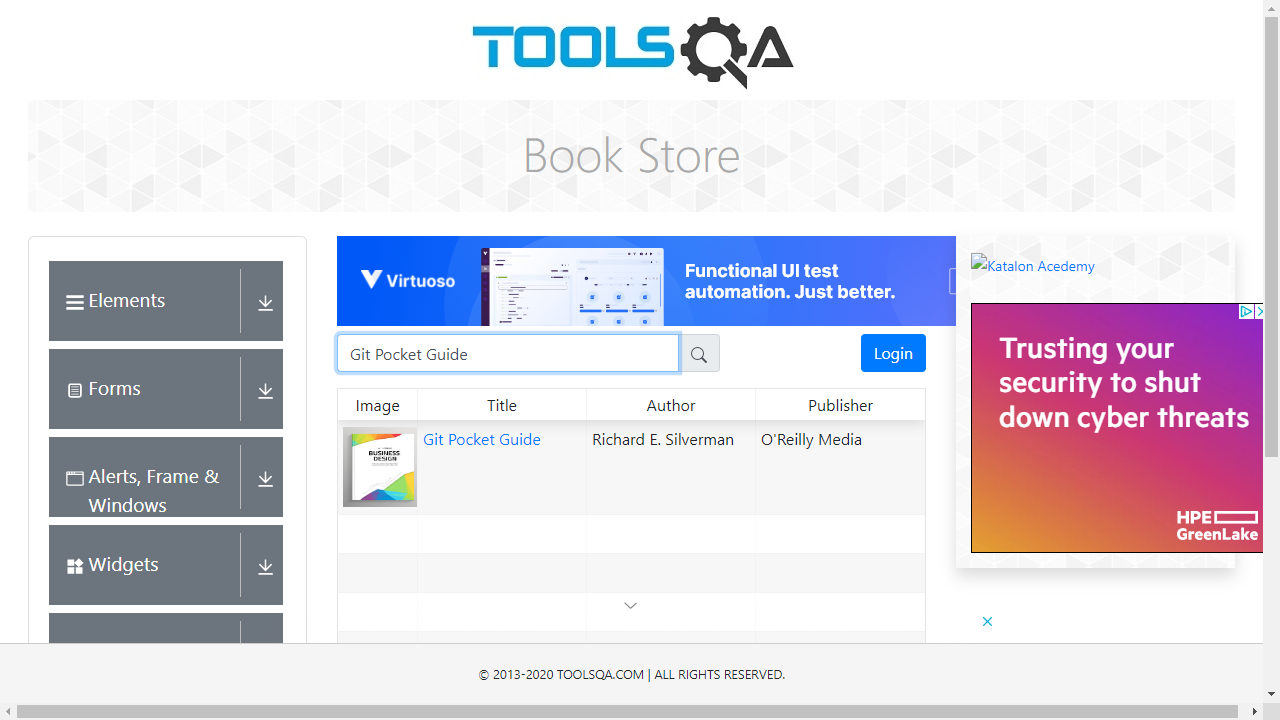 TOOLSQA
Book Store
Elements
Forms
Alerts, Frame &
Windows
Widgets
Virtuoso
Functional UI test
automation. Just better.
Git Pocket Guide
Login
Image
Title
Author
Publisher
BUSINESS
DESIGN
Git Pocket Guide
Richard E. Silverman
O'Reilly Media
Katalon Acedemy
Trusting your
security to shut
down cyber threats
HPE
GreenLake
© 2013-2020 TOOLSQA.COM | ALL RIGHTS RESERVED.